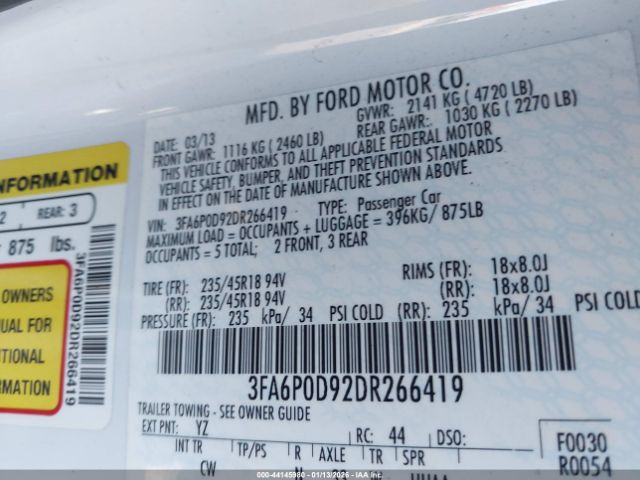 MFD. BY FORD MOTOR CO.
DATE: 03/13 GVWR: 2141 KG ( 4720 LB)
FRONT GAWR: 1116 KG ( 2460 LB) REAR GAWR: 1030 KG ( 2270 LB)
THIS VEHICLE CONFORMS TO ALL APPLICABLE FEDERAL MOTOR
VEHICLE SAFETY, BUMPER, AND THEFT PREVENTION STANDARDS
IN EFFECT ON THE DATE OF MANUFACTURE SHOWN ABOVE.
VIN: 3FA6P0D92DR266419 TYPE: Passenger Car
MAXIMUM LOAD = OCCUPANTS + LUGGAGE = 396KG/ 875LB
OCCUPANTS = 5 TOTAL; 2 FRONT, 3 REAR
TIRE (FR): 235/45R18 94V RIMS (FR): 18x8.0J
(RR): 235/45R18 94V (RR): 18x8.0J
PRESSURE (FR): 235 kPa/ 34 PSI COLD (RR): 235 kPa/ 34 PSI COLD
3FA6P0D92DR266419
TRAILER TOWING - SEE OWNER GUIDE
EXT PNT: YZ RC: 44 DSO: F0030
INT TR TP/PS R AXLE TR SPR R0054
CW
INFORMATION
2 REAR: 3
875 lbs.
OWNERS
UAL FOR
TIONAL
ORMATION
3FA6P0D92DR266419
000-44145980 - 01/13/2026 - IAAI.COM